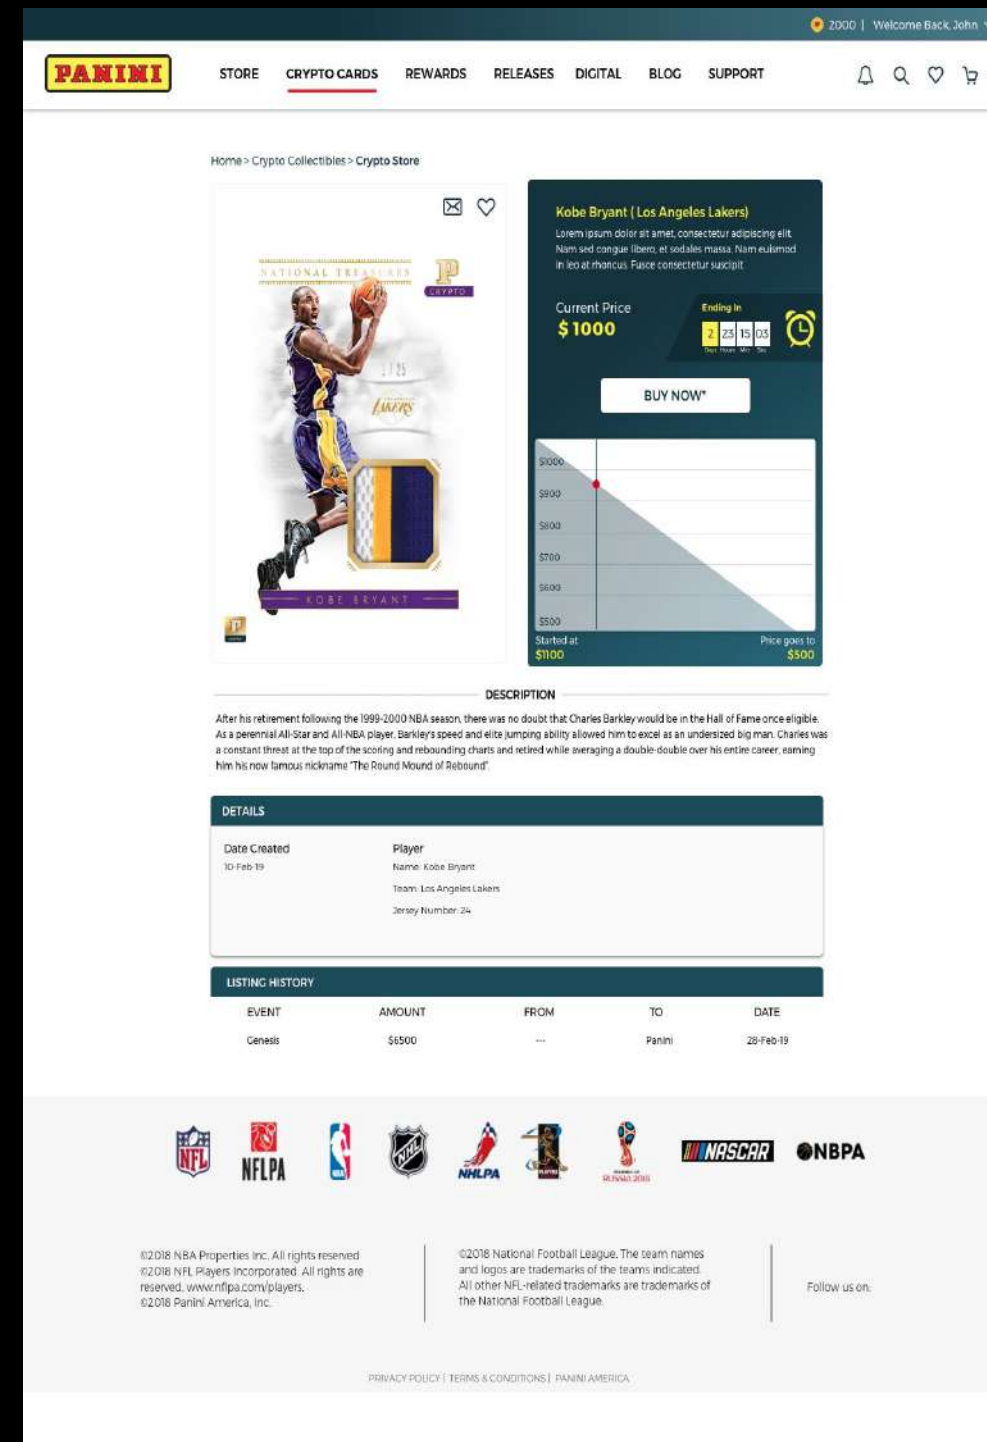 2000 | Welcome Back, John
PANINI
STORE CRYPTO CARDS REWARDS RELEASES DIGITAL BLOG SUPPORT
Home > Crypto Collectibles > Crypto Store
NATIONAL TREASURES
P
CRYPTO
1 / 25
LAKERS
KOBE BRYANT
P
Kobe Bryant ( Los Angeles Lakers)
Lorem ipsum dolor sit amet, consectetur adipiscing elit.
Nam sed congue libero, et sodales massa. Nam euismod
in leo at rhoncus. Fusce consectetur suscipit
Current Price
$ 1000
Ending In
2 23 15 03
Days Hours Min Sec
BUY NOW*
$1000
$900
$800
$700
$600
$500
Started at
$1100
Price goes to
$500
DESCRIPTION
After his retirement following the 1999-2000 NBA season, there was no doubt that Charles Barkley would be in the Hall of Fame once eligible.
As a perennial All-Star and All-NBA player, Barkley's speed and elite jumping ability allowed him to excel as an undersized big man. Charles was
a constant threat at the top of the scoring and rebounding charts and retired while averaging a double-double over his entire career, earning
him his now famous nickname "The Round Mound of Rebound".
DETAILS
Date Created
10-Feb-19
Player
Name: Kobe Bryant
Team: Los Angeles Lakers
Jersey Number: 24
LISTING HISTORY
EVENT AMOUNT FROM TO DATE
Genesis $6500 --- Panini 28-Feb-19
NFL NFLPA NBA NHL NHLPA PLAYERS RUSSIA 2018 NASCAR NBPA
©2018 NBA Properties Inc. All rights reserved
©2018 NFL Players Incorporated. All rights are
reserved. www.nflpa.com/players.
©2018 Panini America, Inc.
©2018 National Football League. The team names
and logos are trademarks of the teams indicated.
All other NFL-related trademarks are trademarks of
the National Football League.
Follow us on:
PRIVACY POLICY | TERMS & CONDITIONS | PANINI AMERICA